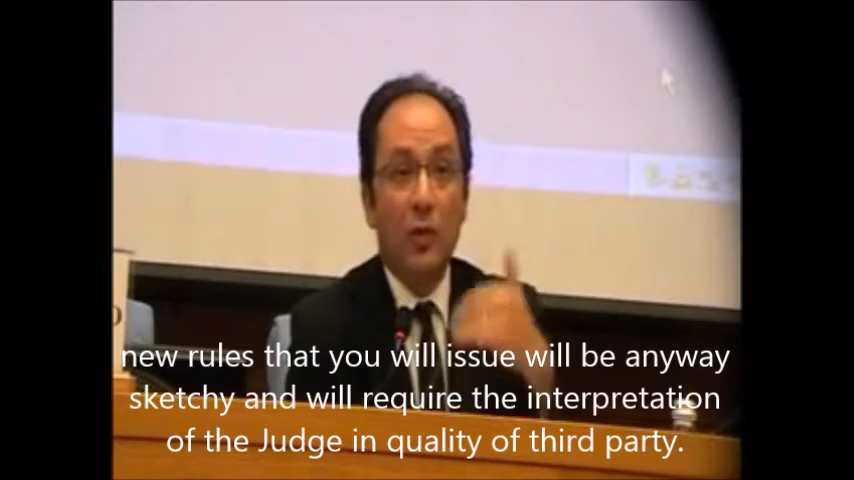 new rules that you will issue will be anyway
sketchy and will require the interpretation
of the Judge in quality of third party.